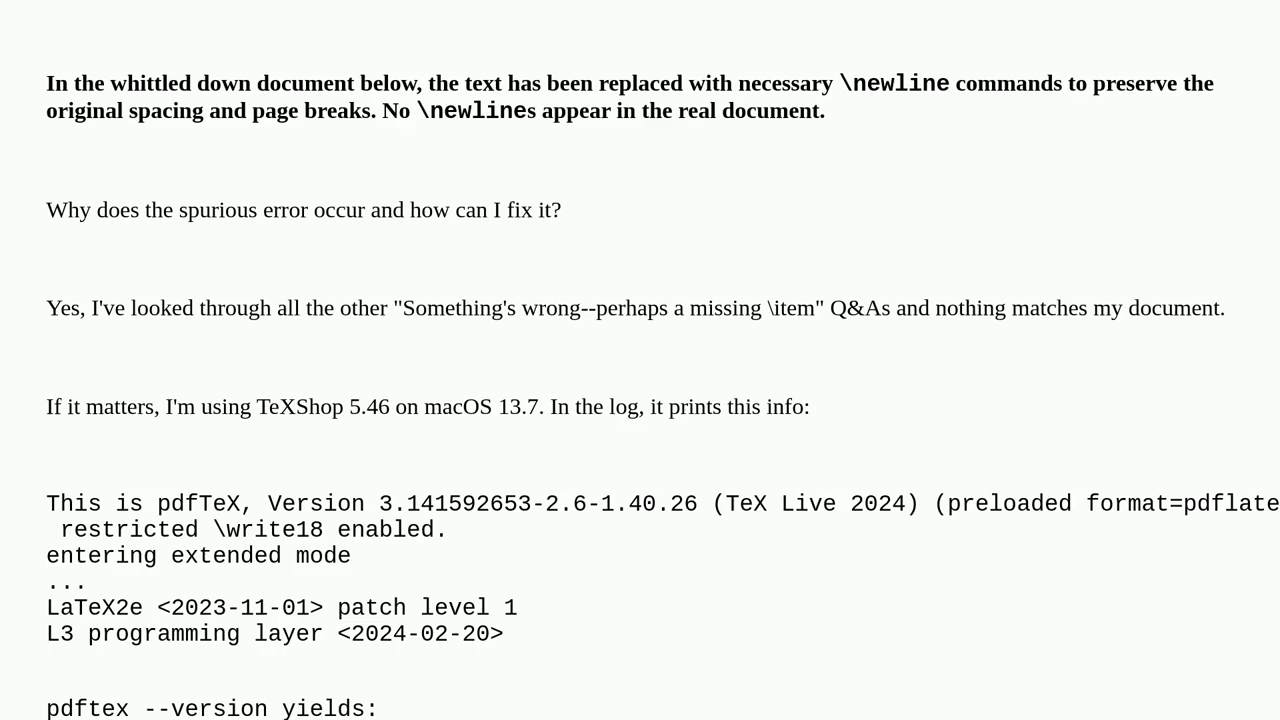 In the whittled down document below, the text has been replaced with necessary \newline commands to preserve the
original spacing and page breaks. No \newlines appear in the real document.
Why does the spurious error occur and how can I fix it?
Yes, I've looked through all the other "Something's wrong--perhaps a missing \item" Q&As and nothing matches my document.
If it matters, I'm using TeXShop 5.46 on macOS 13.7. In the log, it prints this info:
This is pdfTeX, Version 3.141592653-2.6-1.40.26 (TeX Live 2024) (preloaded format=pdflate
restricted \write18 enabled.
entering extended mode
...
LaTeX2e <2023-11-01> patch level 1
L3 programming layer <2024-02-20>
pdftex --version yields: